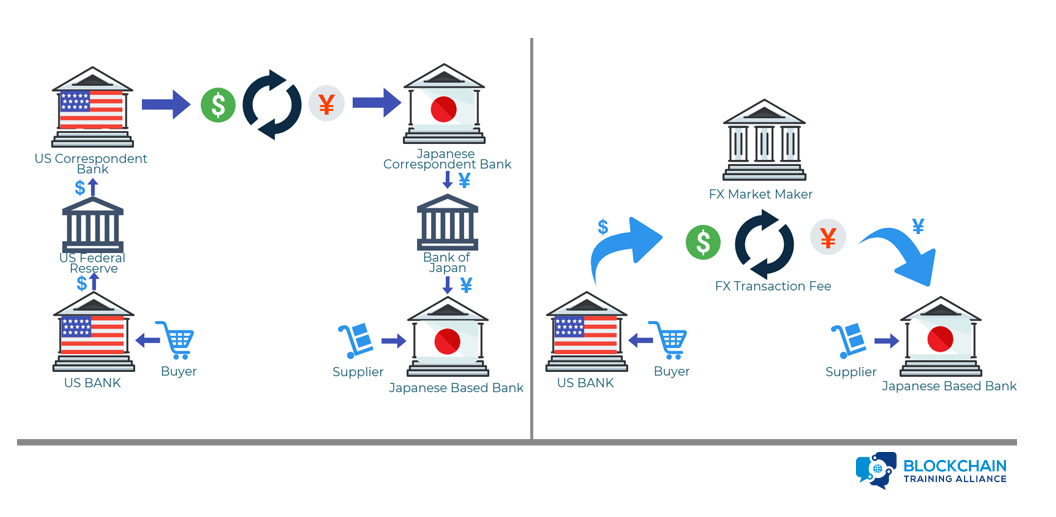 $
¥
US Correspondent
Bank
Japanese
Correspondent Bank
$
¥
US Federal
Reserve
Bank of
Japan
$
¥
Buyer
US BANK
Supplier
Japanese Based Bank
FX Market Maker
$
$
¥
¥
FX Transaction Fee
Buyer
US BANK
Supplier
Japanese Based Bank
BLOCKCHAIN
TRAINING ALLIANCE